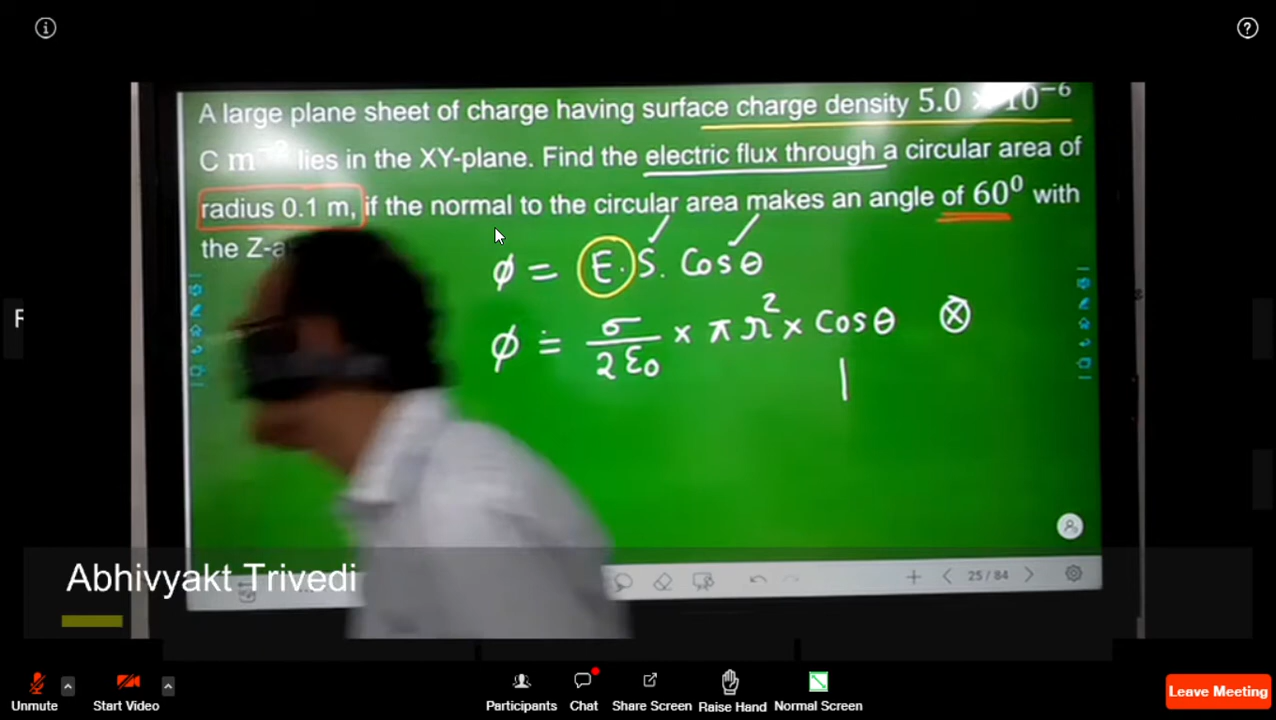 A large plane sheet of charge having surface charge density 5.0 × 10⁻⁶
C m⁻² lies in the XY-plane. Find the electric flux through a circular area of
radius 0.1 m, if the normal to the circular area makes an angle of 60⁰ with
the Z-a
ϕ = E.S. Cosθ
ϕ = σ/2ε₀ × πr² × cosθ ⊗
25 / 84
Abhivyakt Trivedi
Unmute
Start Video
Participants
Chat
Share Screen
Raise Hand
Normal Screen
Leave Meeting